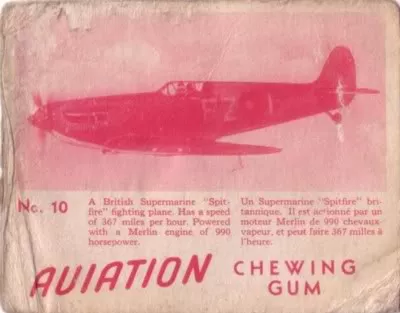 No. 10
A British Supermarine "Spit-
fire" fighting plane. Has a speed
of 367 miles per hour. Powered
with a Merlin engine of 990
horsepower.
Un Supermarine "Spitfire" bri-
tannique. Il est actionné par un
moteur Merlin de 990 chevaux-
vapeur, et peut faire 367 milles à
l'heure.
AVIATION CHEWING
GUM